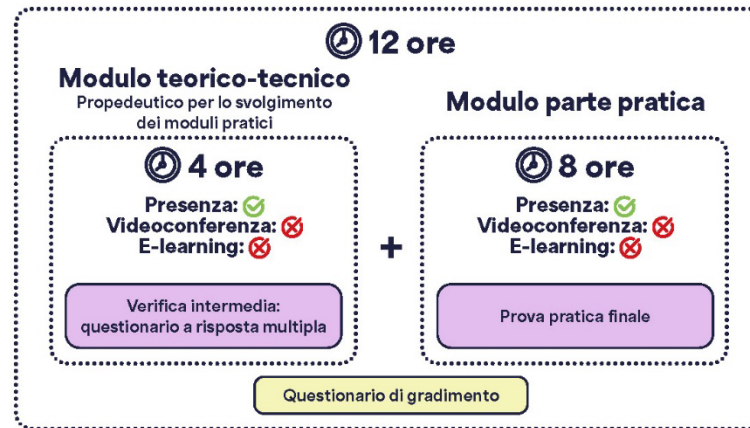 12 ore
Modulo teorico-tecnico
Propedeutico per lo svolgimento
dei moduli pratici
4 ore
Presenza:
Videoconferenza:
E-learning:
Verifica intermedia:
questionario a risposta multipla
+
Modulo parte pratica
8 ore
Presenza:
Videoconferenza:
E-learning:
Prova pratica finale
Questionario di gradimento